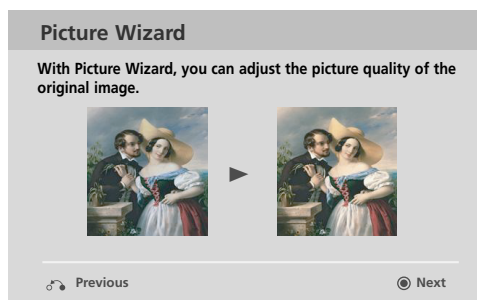 Picture Wizard
With Picture Wizard, you can adjust the picture quality of the
original image.
Previous
Next